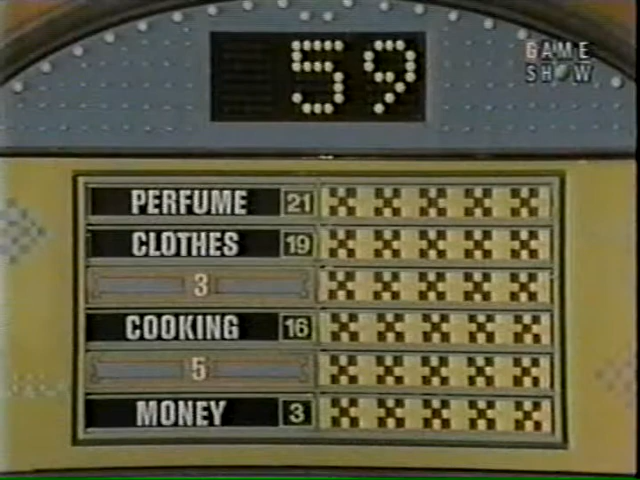 59
GAME
SHOW
PERFUME 21
CLOTHES 19
3
COOKING 16
5
MONEY 3